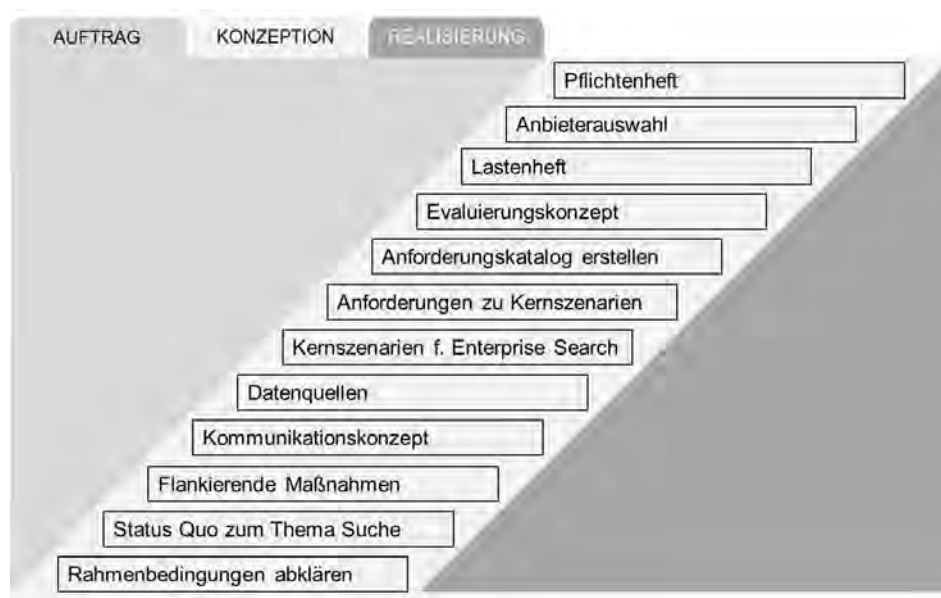 AUFTRAG
KONZEPTION
REALISIERUNG
Pflichtenheft
Anbieterauswahl
Lastenheft
Evaluierungskonzept
Anforderungskatalog erstellen
Anforderungen zu Kernszenarien
Kernszenarien f. Enterprise Search
Datenquellen
Kommunikationskonzept
Flankierende Maßnahmen
Status Quo zum Thema Suche
Rahmenbedingungen abklären